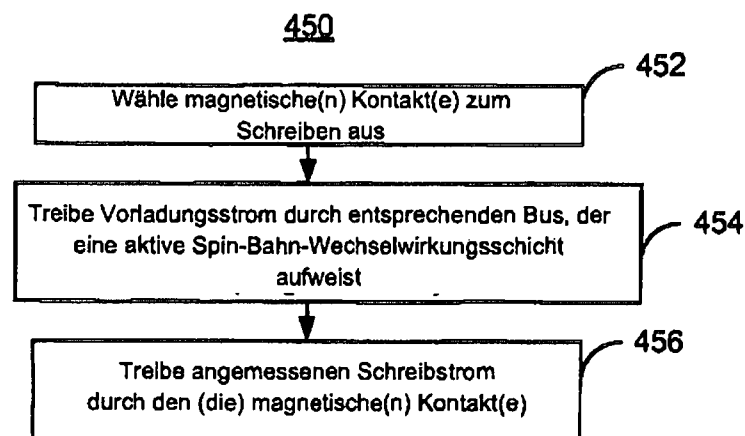 450
452
Wähle magnetische(n) Kontakt(e) zum
Schreiben aus
Treibe Vorladungsstrom durch entsprechenden Bus, der
eine aktive Spin-Bahn-Wechselwirkungsschicht
aufweist
454
456
Treibe angemessenen Schreibstrom
durch den (die) magnetische(n) Kontakt(e)